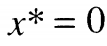 x* = 0